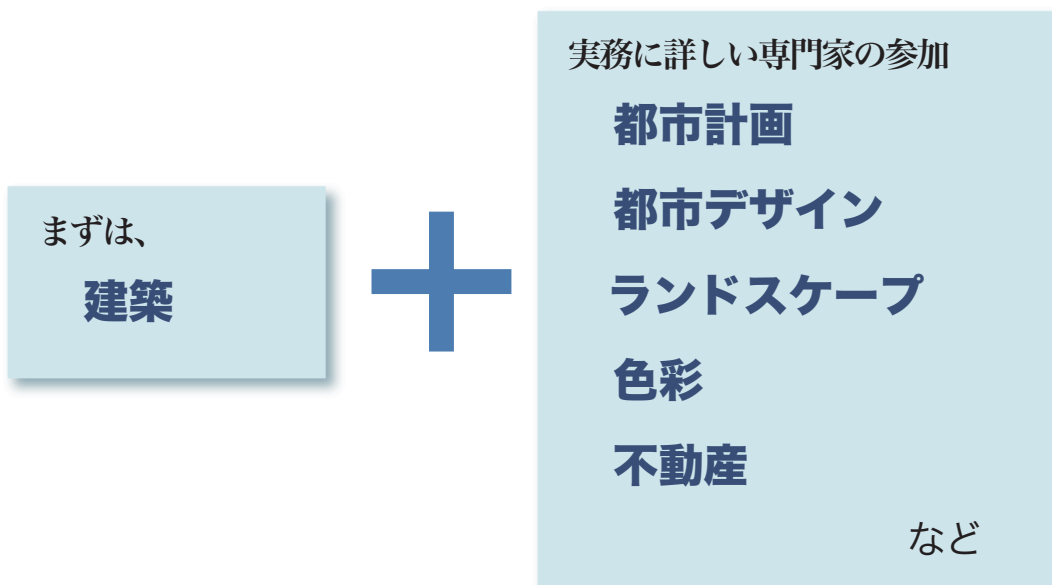 まずは、
建築
実務に詳しい専門家の参加
都市計画
都市デザイン
ランドスケープ
色彩
不動産
など